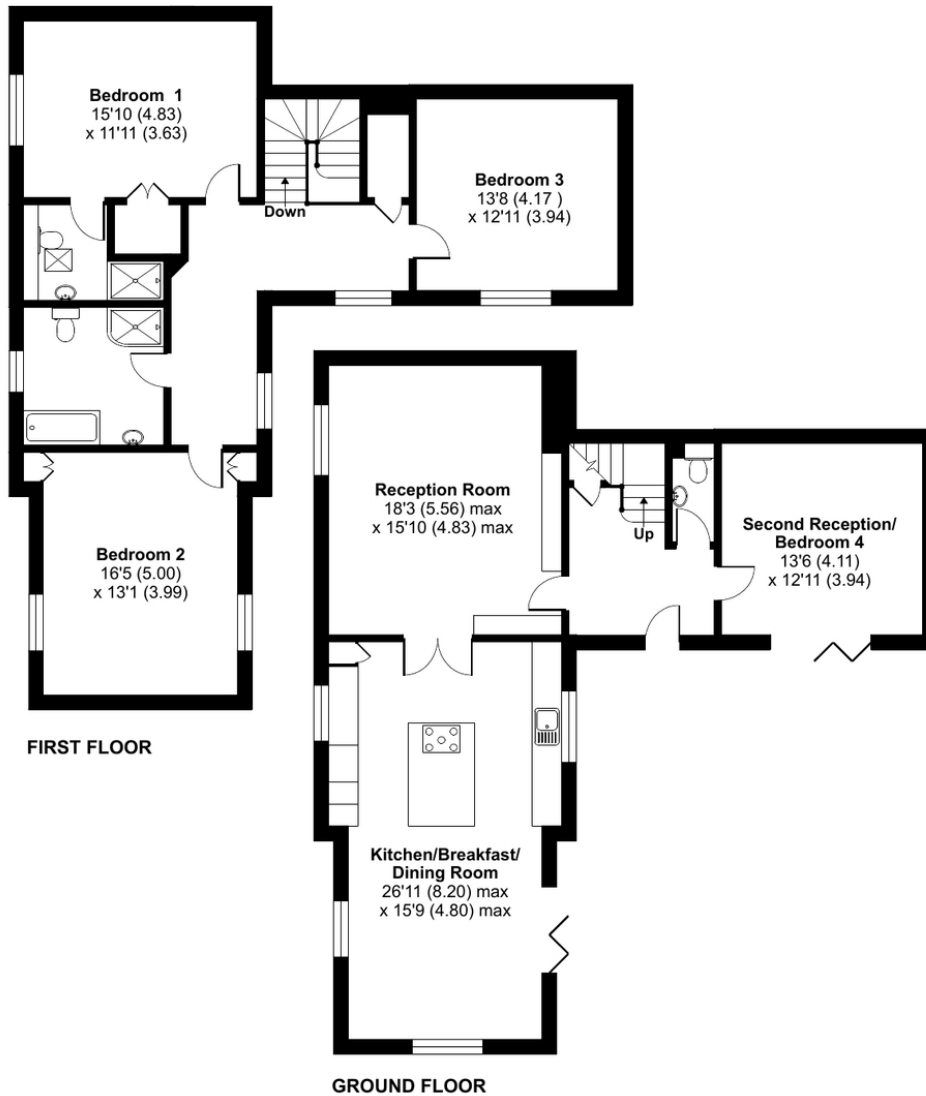 Bedroom 1
15'10 (4.83)
x 11'11 (3.63)
Down
Bedroom 3
13'8 (4.17 )
x 12'11 (3.94)
Bedroom 2
16'5 (5.00)
x 13'1 (3.99)
FIRST FLOOR
Reception Room
18'3 (5.56) max
x 15'10 (4.83) max
Up
Second Reception/
Bedroom 4
13'6 (4.11)
x 12'11 (3.94)
Kitchen/Breakfast/
Dining Room
26'11 (8.20) max
x 15'9 (4.80) max
GROUND FLOOR